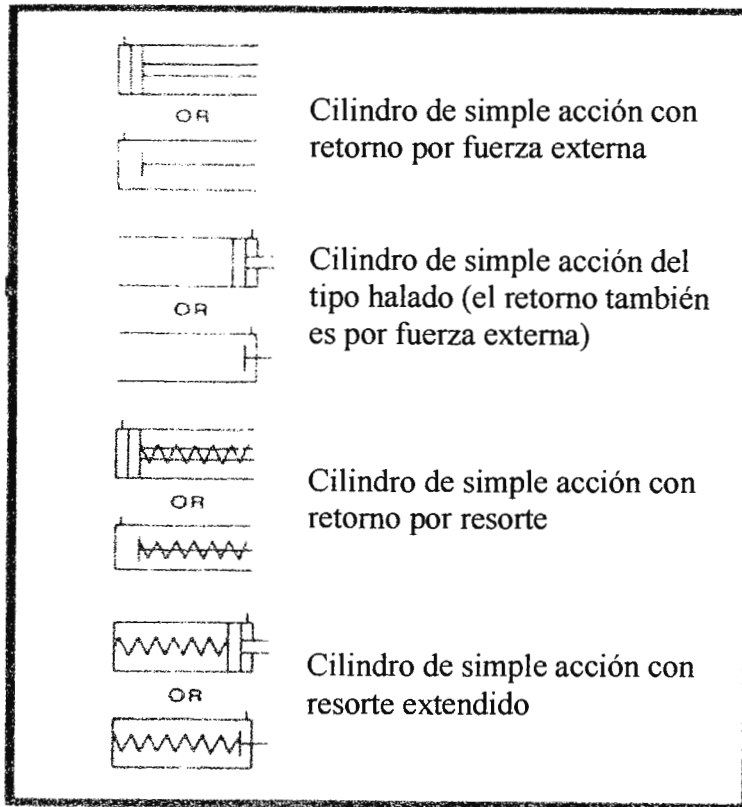 OR
Cilindro de simple acción con
retorno por fuerza externa
OR
Cilindro de simple acción del
tipo halado (el retorno también
es por fuerza externa)
OR
Cilindro de simple acción con
retorno por resorte
OR
Cilindro de simple acción con
resorte extendido